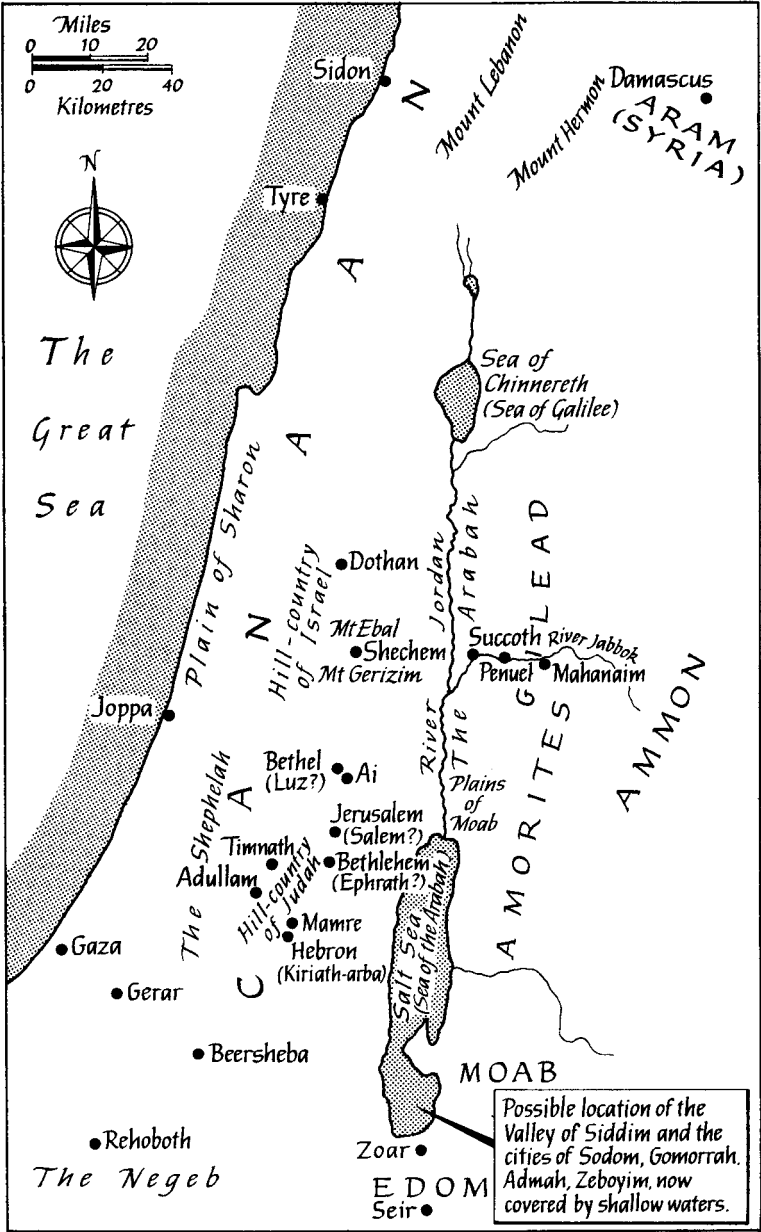 Miles
0 10 20
0 20 40
Kilometres
N
Sidon
Mount Lebanon
Mount Hermon
Damascus
ARAM
(SYRIA)
Tyre
The
Great
Sea
Sea of
Chinnereth
(Sea of Galilee)
CANAAN
Plain of Sharon
Dothan
Hill-country
of Israel
Mt Ebal
Shechem
Mt Gerizim
River Jordan
The Arabah
GILEAD
Succoth
River Jabbok
Penuel
Mahanaim
AMMON
AMORITES
Joppa
Bethel
(Luz?)
Ai
Plains
of
Moab
The Shephelah
Jerusalem
(Salem?)
Timnath
Bethlehem
(Ephrath?)
Adullam
Hill-country
of Judah
Mamre
Hebron
(Kiriath-arba)
Salt Sea
(Sea of the Arabah)
Gaza
Gerar
Beersheba
MOAB
Rehoboth
The Negeb
Zoar
EDOM
Seir
Possible location of the
Valley of Siddim and the
cities of Sodom, Gomorrah,
Admah, Zeboyim, now
covered by shallow waters.